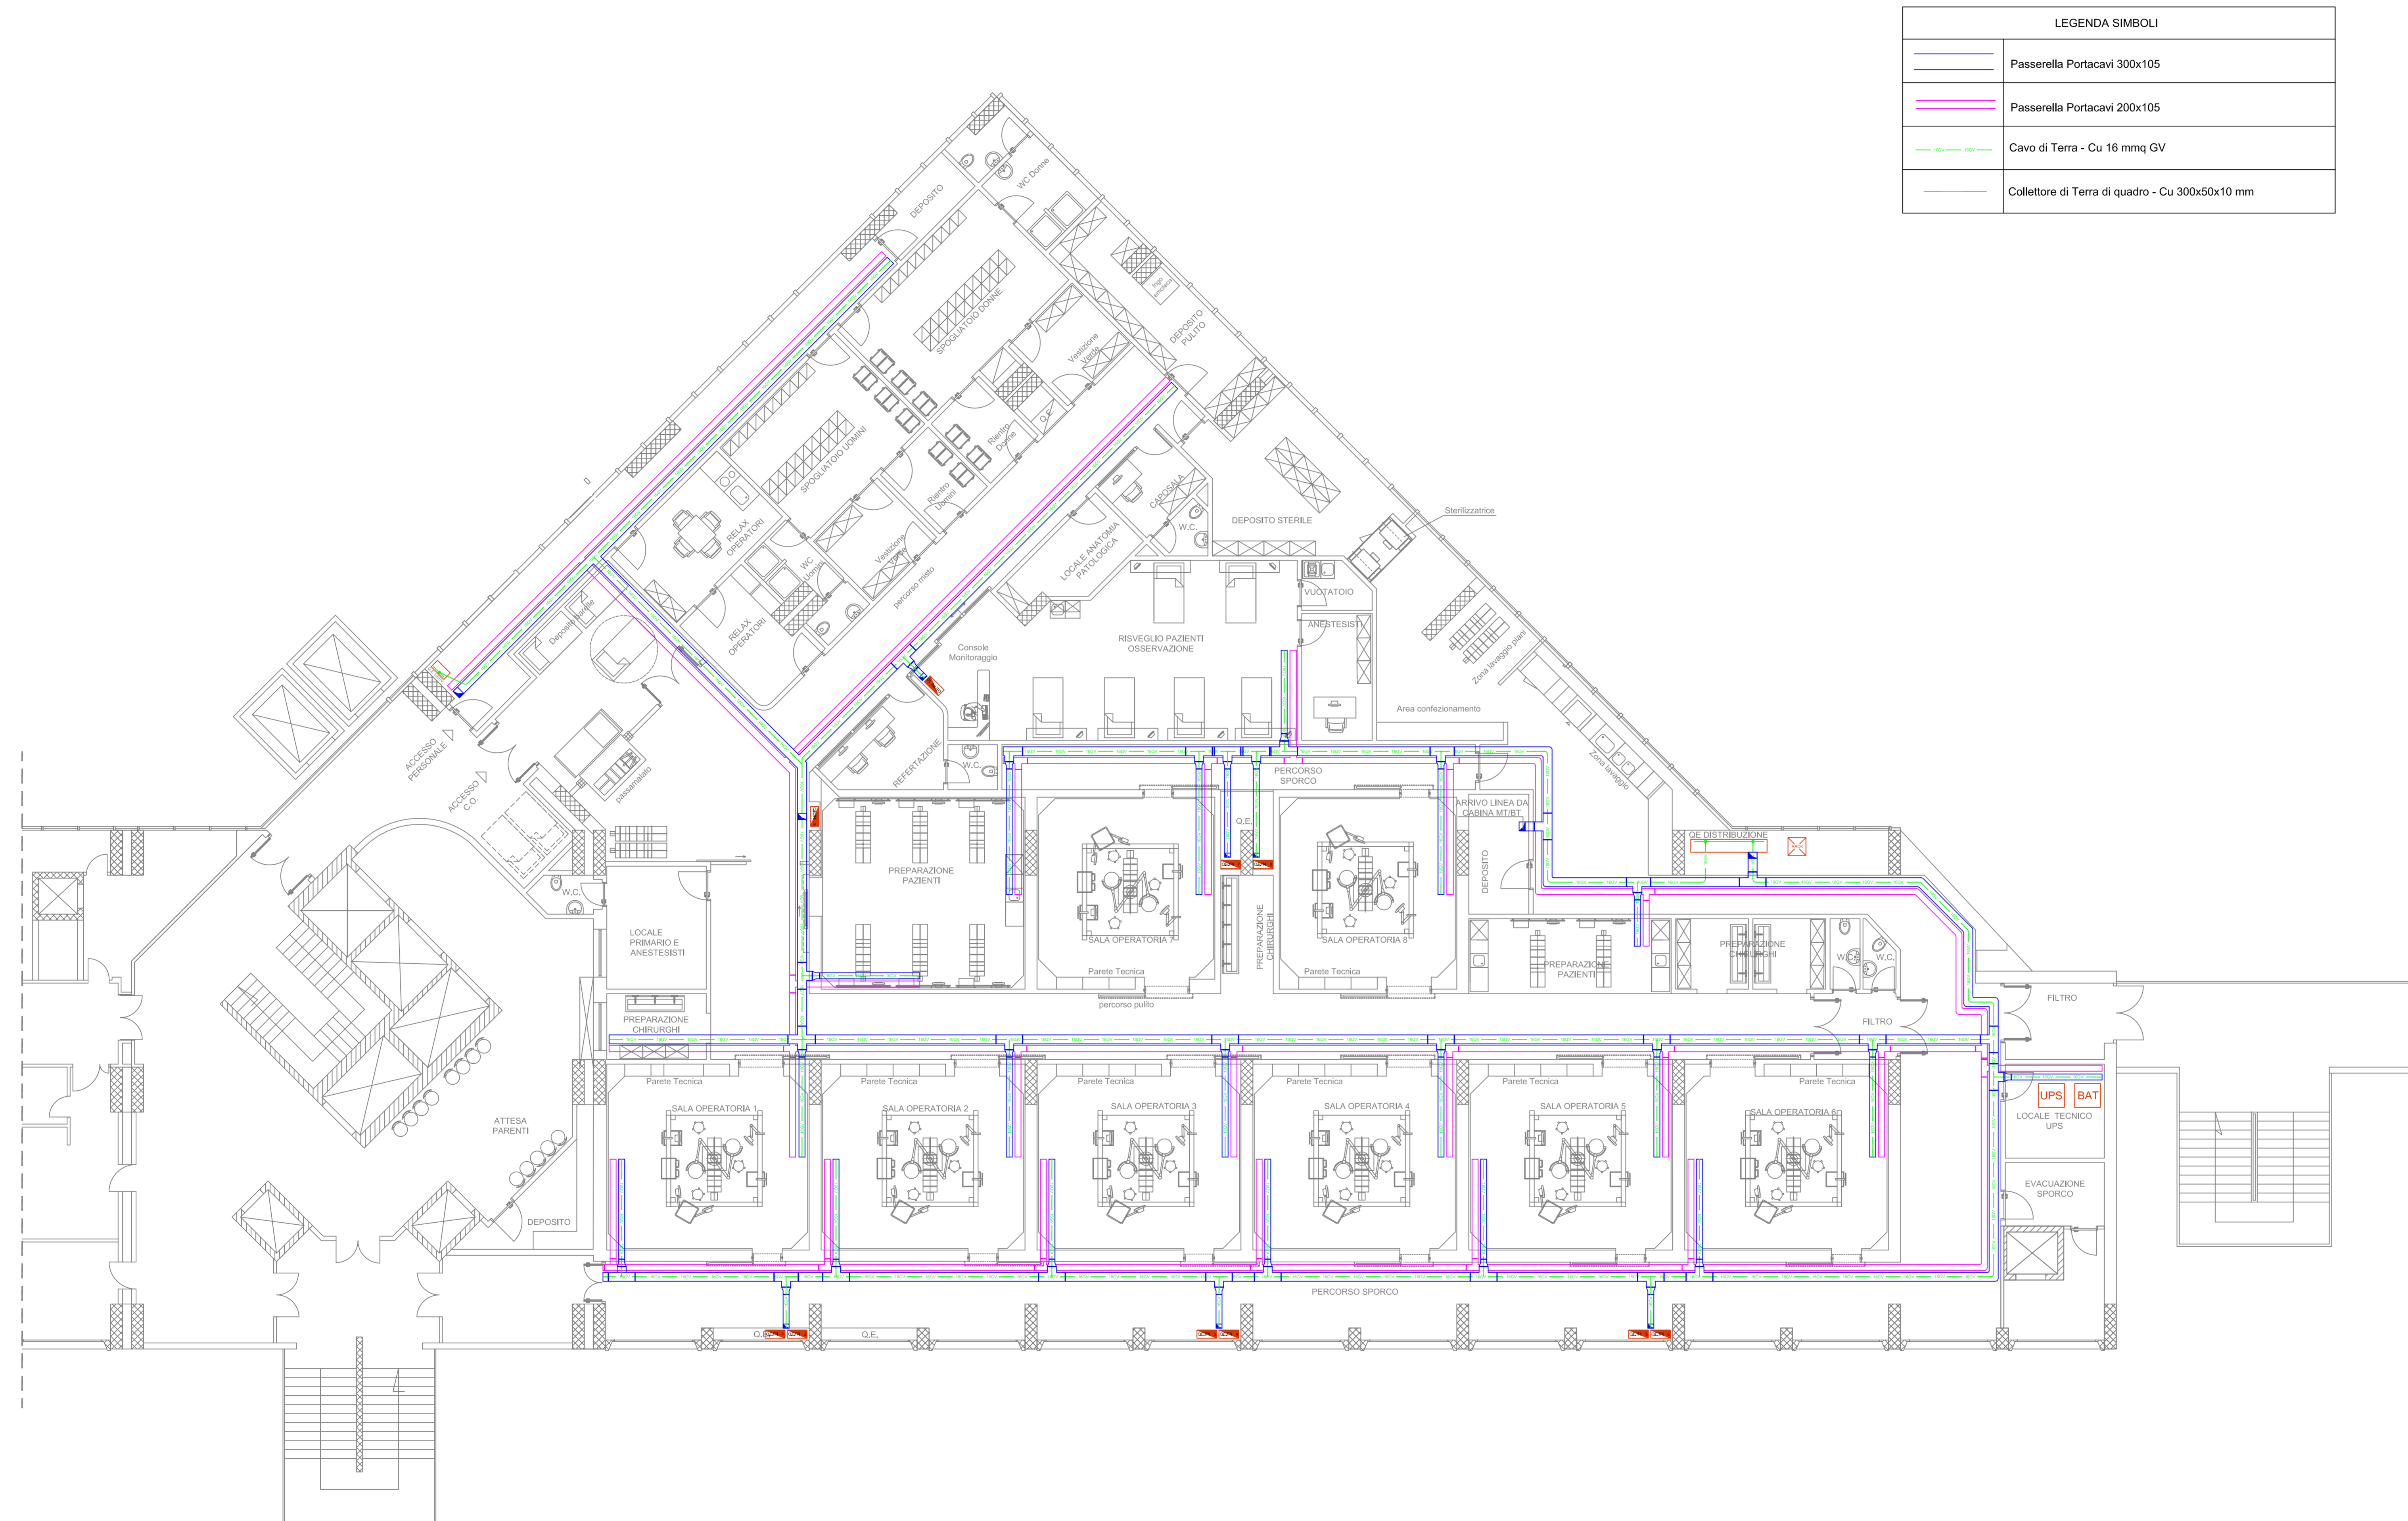 LEGENDA SIMBOLI
Passerella Portacavi 300x105
Passerella Portacavi 200x105
Cavo di Terra - Cu 16 mmq GV
Collettore di Terra di quadro - Cu 300x50x10 mm
WC Donne
DEPOSITO
frigo
emoteca
DEPOSITO
PULITO
SPOGLIATOIO DONNE
Vestizione
Verde
Q.E.
Rientro
Donne
SPOGLIATOIO UOMINI
Rientro
Uomini
CAPOSALA
W.C.
DEPOSITO STERILE
Sterilizzatrice
RELAX
OPERATORI
Vestizione
Verde
WC
Uomini
LOCALE ANATOMIA
PATOLOGICA
percorso misto
Deposito barelle
RELAX
OPERATORI
VUOTATOIO
ANESTESISTI
RISVEGLIO PAZIENTI
OSSERVAZIONE
Console
Monitoraggio
Zona lavaggio piani
Area confezionamento
ACCESSO
PERSONALE
ACCESSO
C.O.
passamalato
REFERTAZIONE
W.C.
PERCORSO
SPORCO
Zona lavaggio
ARRIVO LINEA DA
CABINA MT/BT
Q.E.
QE DISTRIBUZIONE
PREPARAZIONE
PAZIENTI
DEPOSITO
W.C.
LOCALE
PRIMARIO E
ANESTESISTI
SALA OPERATORIA 7
PREPARAZIONE
CHIRURGHI
SALA OPERATORIA 8
PREPARAZIONE
PAZIENTI
PREPARAZIONE
CHIRURGHI
W.C.
W.C.
Parete Tecnica
Parete Tecnica
percorso pulito
FILTRO
FILTRO
PREPARAZIONE
CHIRURGHI
Parete Tecnica
Parete Tecnica
Parete Tecnica
Parete Tecnica
Parete Tecnica
Parete Tecnica
UPS
BAT
LOCALE TECNICO
UPS
SALA OPERATORIA 1
SALA OPERATORIA 2
SALA OPERATORIA 3
SALA OPERATORIA 4
SALA OPERATORIA 5
SALA OPERATORIA 6
ATTESA
PARENTI
EVACUAZIONE
SPORCO
DEPOSITO
PERCORSO SPORCO
Q.E.
Q.E.